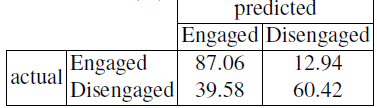 predicted
Engaged Disengaged
actual Engaged 87.06 12.94
Disengaged 39.58 60.42